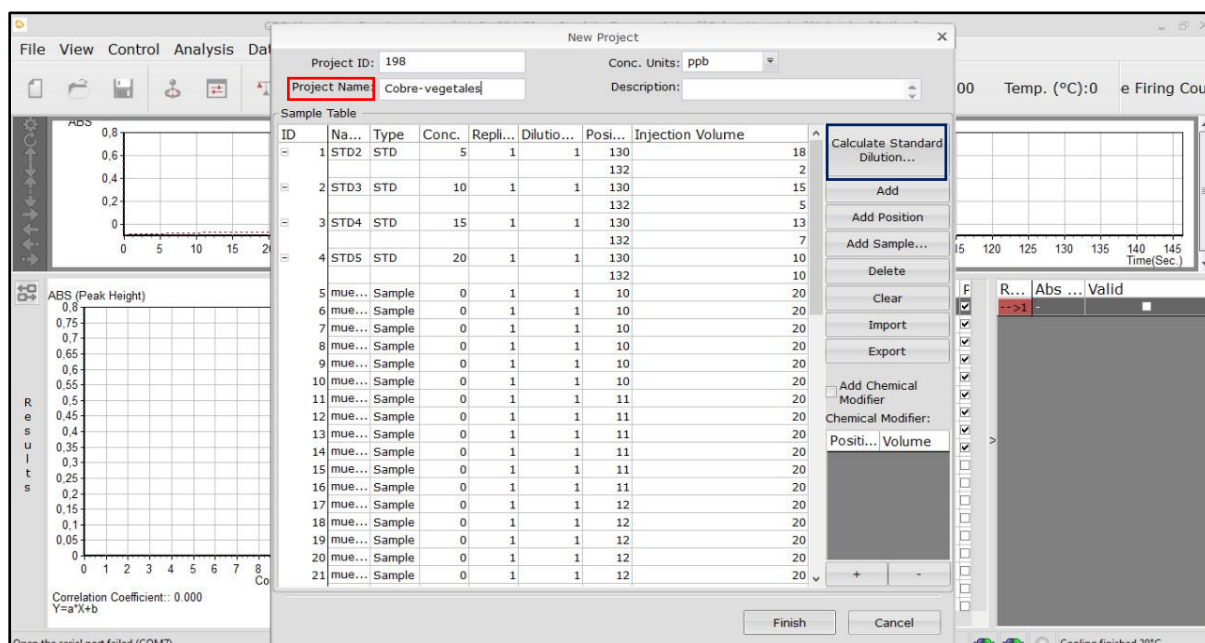 New Project
File View Control Analysis Dat
Project ID: 198 Conc. Units: ppb
Project Name: Cobre-vegetales Description:
00 Temp. (ºC):0 e Firing Cou
Sample Table
ID Na... Type Conc. Repli... Dilutio... Posi... Injection Volume
1 STD2 STD 5 1 1 130 18
132 2
2 STD3 STD 10 1 1 130 15
132 5
3 STD4 STD 15 1 1 130 13
132 7
4 STD5 STD 20 1 1 130 10
132 10
5 mue... Sample 0 1 1 10 20
6 mue... Sample 0 1 1 10 20
7 mue... Sample 0 1 1 10 20
8 mue... Sample 0 1 1 10 20
9 mue... Sample 0 1 1 10 20
10 mue... Sample 0 1 1 10 20
11 mue... Sample 0 1 1 11 20
12 mue... Sample 0 1 1 11 20
13 mue... Sample 0 1 1 11 20
14 mue... Sample 0 1 1 11 20
15 mue... Sample 0 1 1 11 20
16 mue... Sample 0 1 1 11 20
17 mue... Sample 0 1 1 12 20
18 mue... Sample 0 1 1 12 20
19 mue... Sample 0 1 1 12 20
20 mue... Sample 0 1 1 12 20
21 mue... Sample 0 1 1 12 20
Calculate Standard
Dilution...
Add
Add Position
Add Sample...
Delete
Clear
Import
Export
Add Chemical
Modifier
Chemical Modifier:
Positi... Volume
+ -
Finish Cancel
ABS
0,8
0,6
0,4
0,2
0
0 5 10 15
120 125 130 135 140 145
Time(Sec.)
ABS (Peak Height)
0,8
0,75
0,7
0,65
0,6
0,55
0,5
0,45
0,4
0,35
0,3
0,25
0,2
0,15
0,1
0,05
0
0 1 2 3 4 5 6 7 8
Co
Results
Correlation Coefficient:: 0.000
Y=a*X+b
R... Abs ... Valid
-->1 -
>